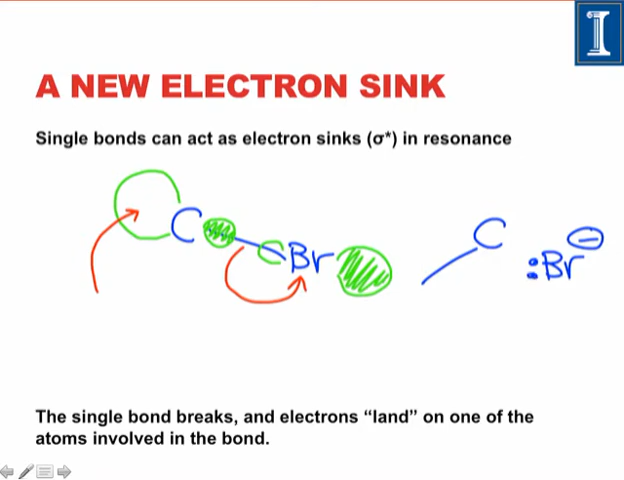 I
A NEW ELECTRON SINK
Single bonds can act as electron sinks (σ*) in resonance
C Br C
:Br⊖
The single bond breaks, and electrons “land” on one of the
atoms involved in the bond.